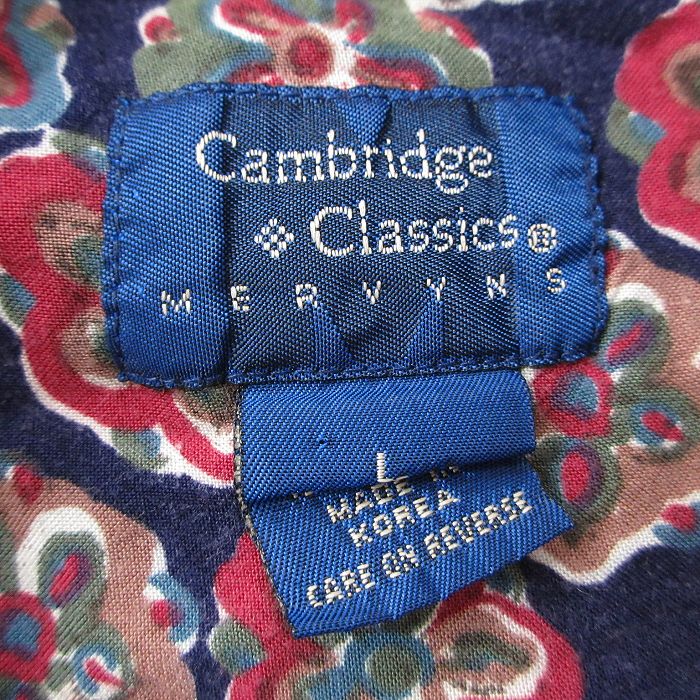 Cambridge
Classics®
MERVYNS
L
MADE IN
KOREA
CARE ON REVERSE